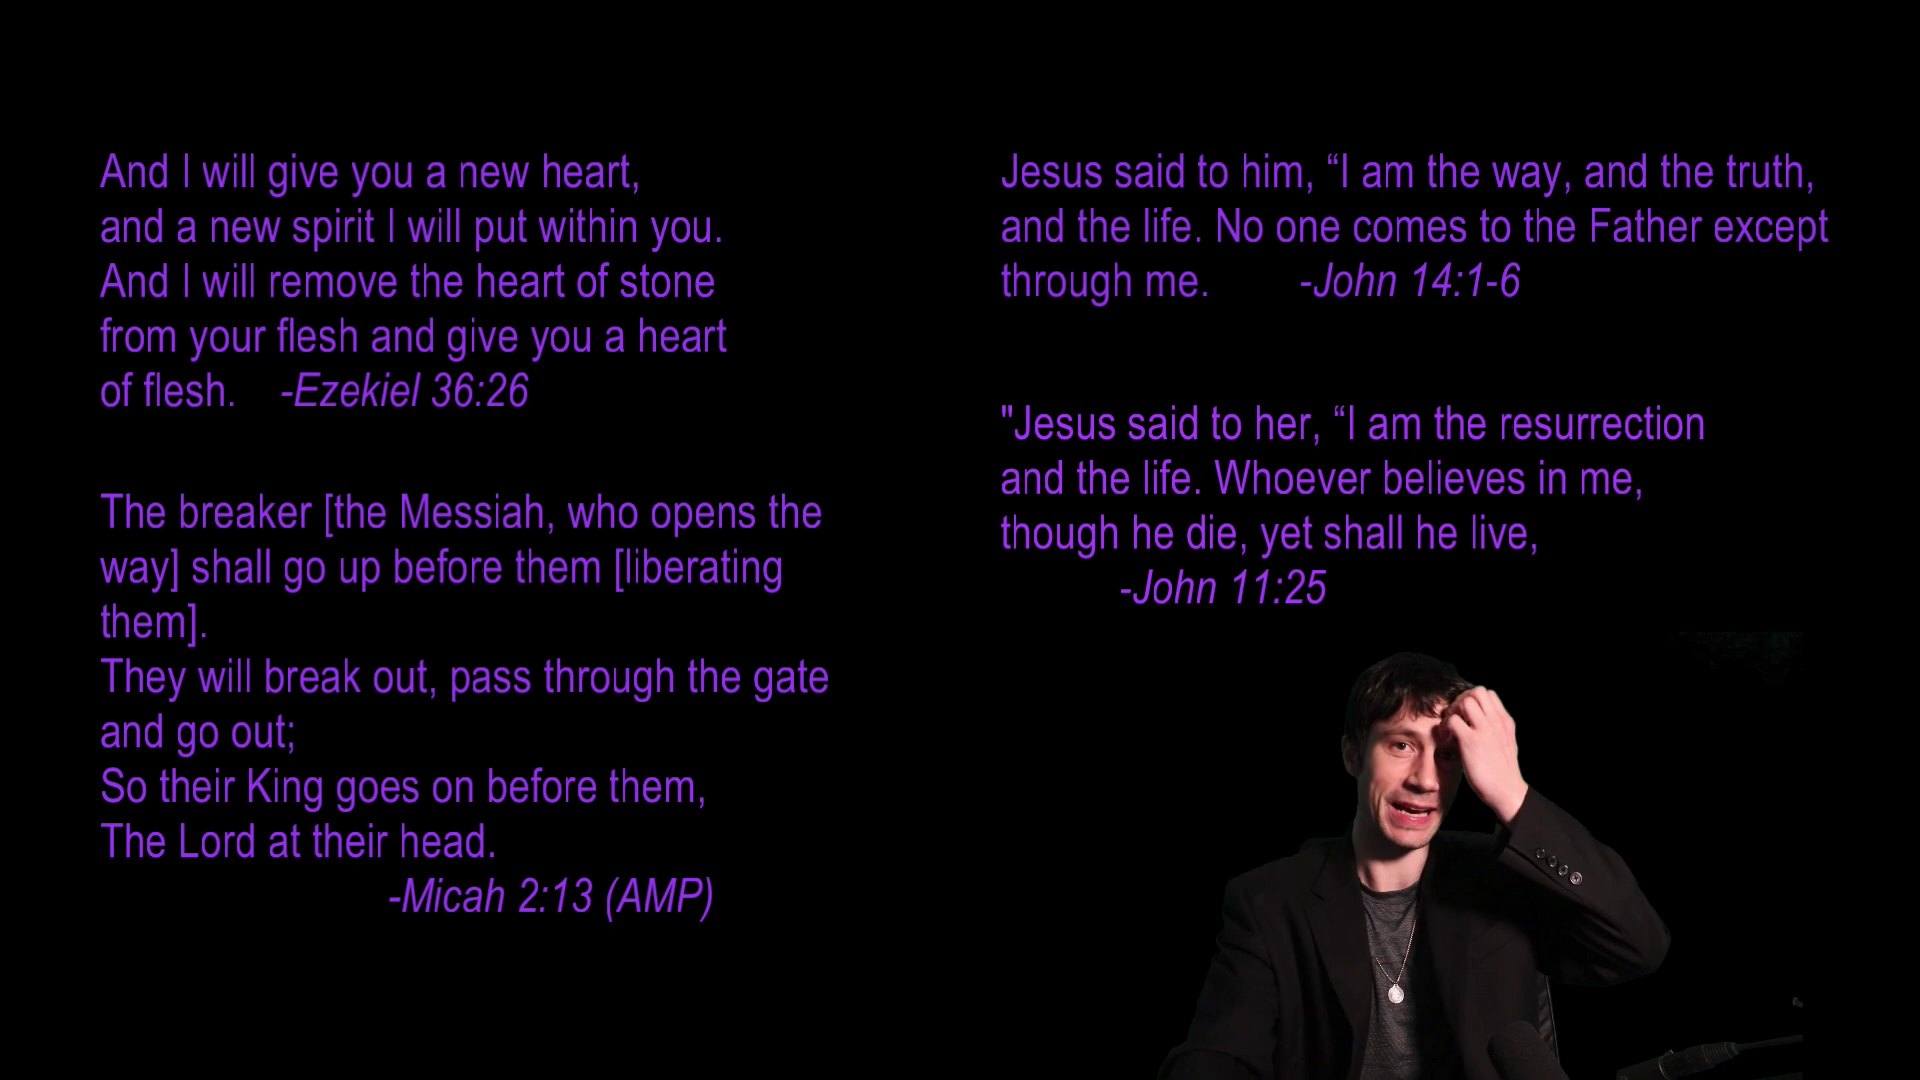 And I will give you a new heart,
and a new spirit I will put within you.
And I will remove the heart of stone
from your flesh and give you a heart
of flesh. -Ezekiel 36:26
The breaker [the Messiah, who opens the
way] shall go up before them [liberating
them].
They will break out, pass through the gate
and go out;
So their King goes on before them,
The Lord at their head.
-Micah 2:13 (AMP)
Jesus said to him, “I am the way, and the truth,
and the life. No one comes to the Father except
through me. -John 14:1-6
"Jesus said to her, “I am the resurrection
and the life. Whoever believes in me,
though he die, yet shall he live,
-John 11:25